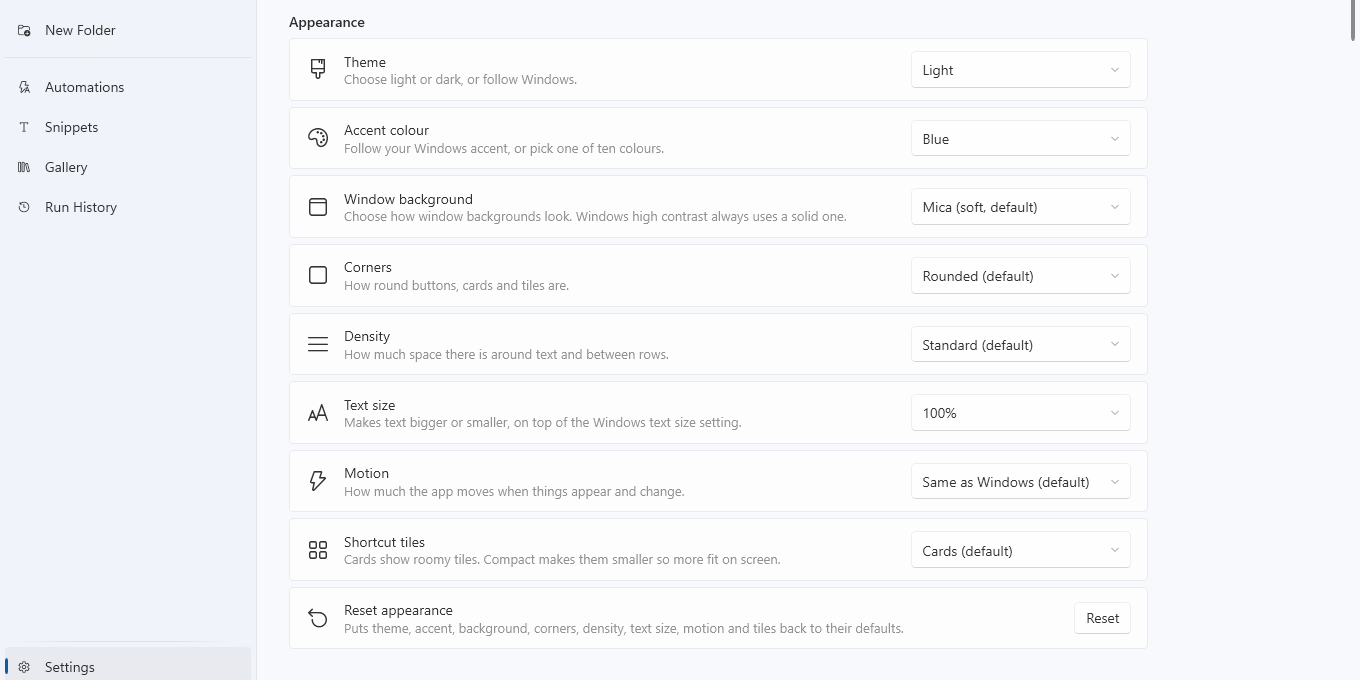 New Folder
Automations
Snippets
Gallery
Run History
Settings
Appearance
Theme
Choose light or dark, or follow Windows.
Light
Accent colour
Follow your Windows accent, or pick one of ten colours.
Blue
Window background
Choose how window backgrounds look. Windows high contrast always uses a solid one.
Mica (soft, default)
Corners
How round buttons, cards and tiles are.
Rounded (default)
Density
How much space there is around text and between rows.
Standard (default)
Text size
Makes text bigger or smaller, on top of the Windows text size setting.
100%
Motion
How much the app moves when things appear and change.
Same as Windows (default)
Shortcut tiles
Cards show roomy tiles. Compact makes them smaller so more fit on screen.
Cards (default)
Reset appearance
Puts theme, accent, background, corners, density, text size, motion and tiles back to their defaults.
Reset